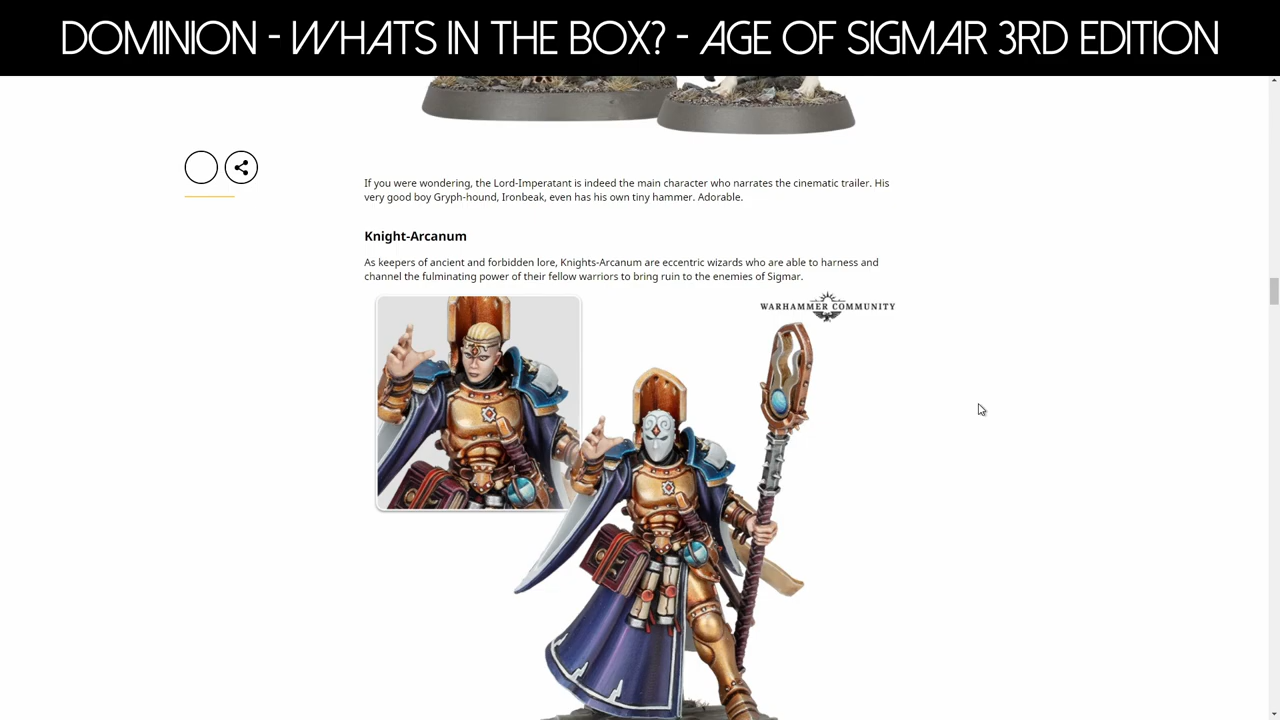 DOMINION - WHATS IN THE BOX? - AGE OF SIGMAR 3RD EDITION
If you were wondering, the Lord-Imperatant is indeed the main character who narrates the cinematic trailer. His
very good boy Gryph-hound, Ironbeak, even has his own tiny hammer. Adorable.
Knight-Arcanum
As keepers of ancient and forbidden lore, Knights-Arcanum are eccentric wizards who are able to harness and
channel the fulminating power of their fellow warriors to bring ruin to the enemies of Sigmar.
WARHAMMER COMMUNITY